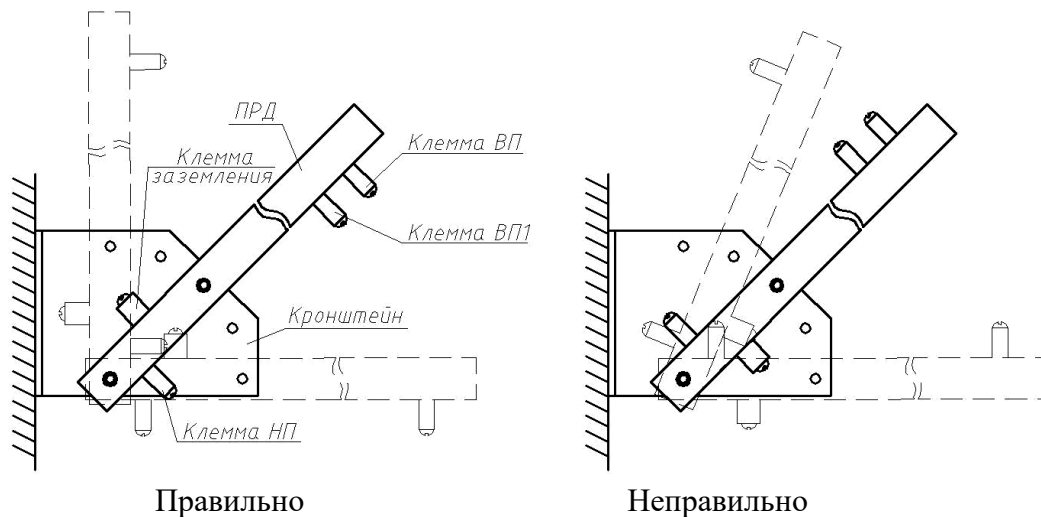 ПРД
Клемма ВП
Клемма
заземления
Клемма ВП1
Кронштейн
Клемма НП
Правильно
Неправильно